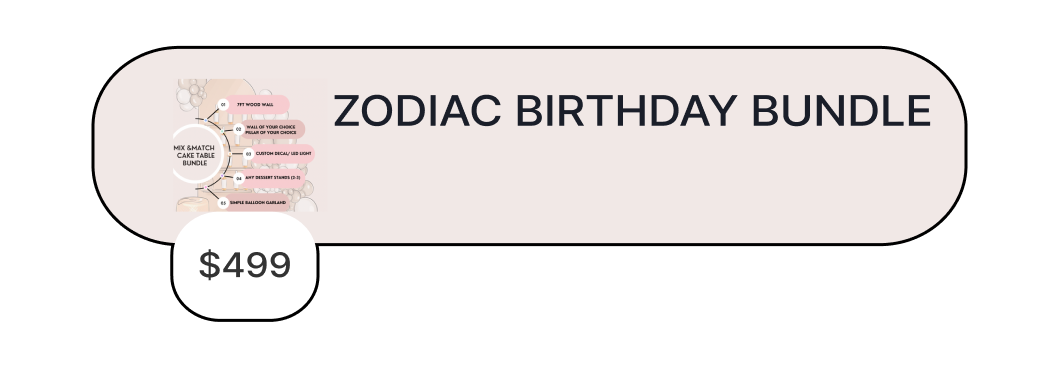 ZODIAC BIRTHDAY BUNDLE
MIX &MATCH
CAKE TABLE
BUNDLE
01 7FT WOOD WALL
02 WALL OF YOUR CHOICE
PILLAR OF YOUR CHOICE
03 CUSTOM DECAL/ LED LIGHT
04 ANY DESSERT STANDS (2-3)
05 SIMPLE BALLOON GARLAND
$499